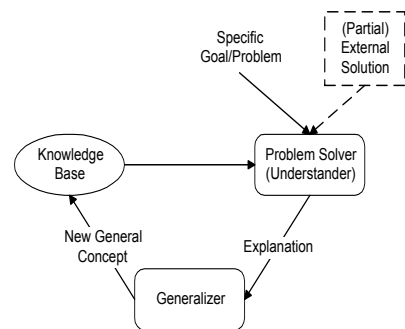 Specific
Goal/Problem
(Partial)
External
Solution
Knowledge
Base
Problem Solver
(Understander)
New General
Concept
Explanation
Generalizer